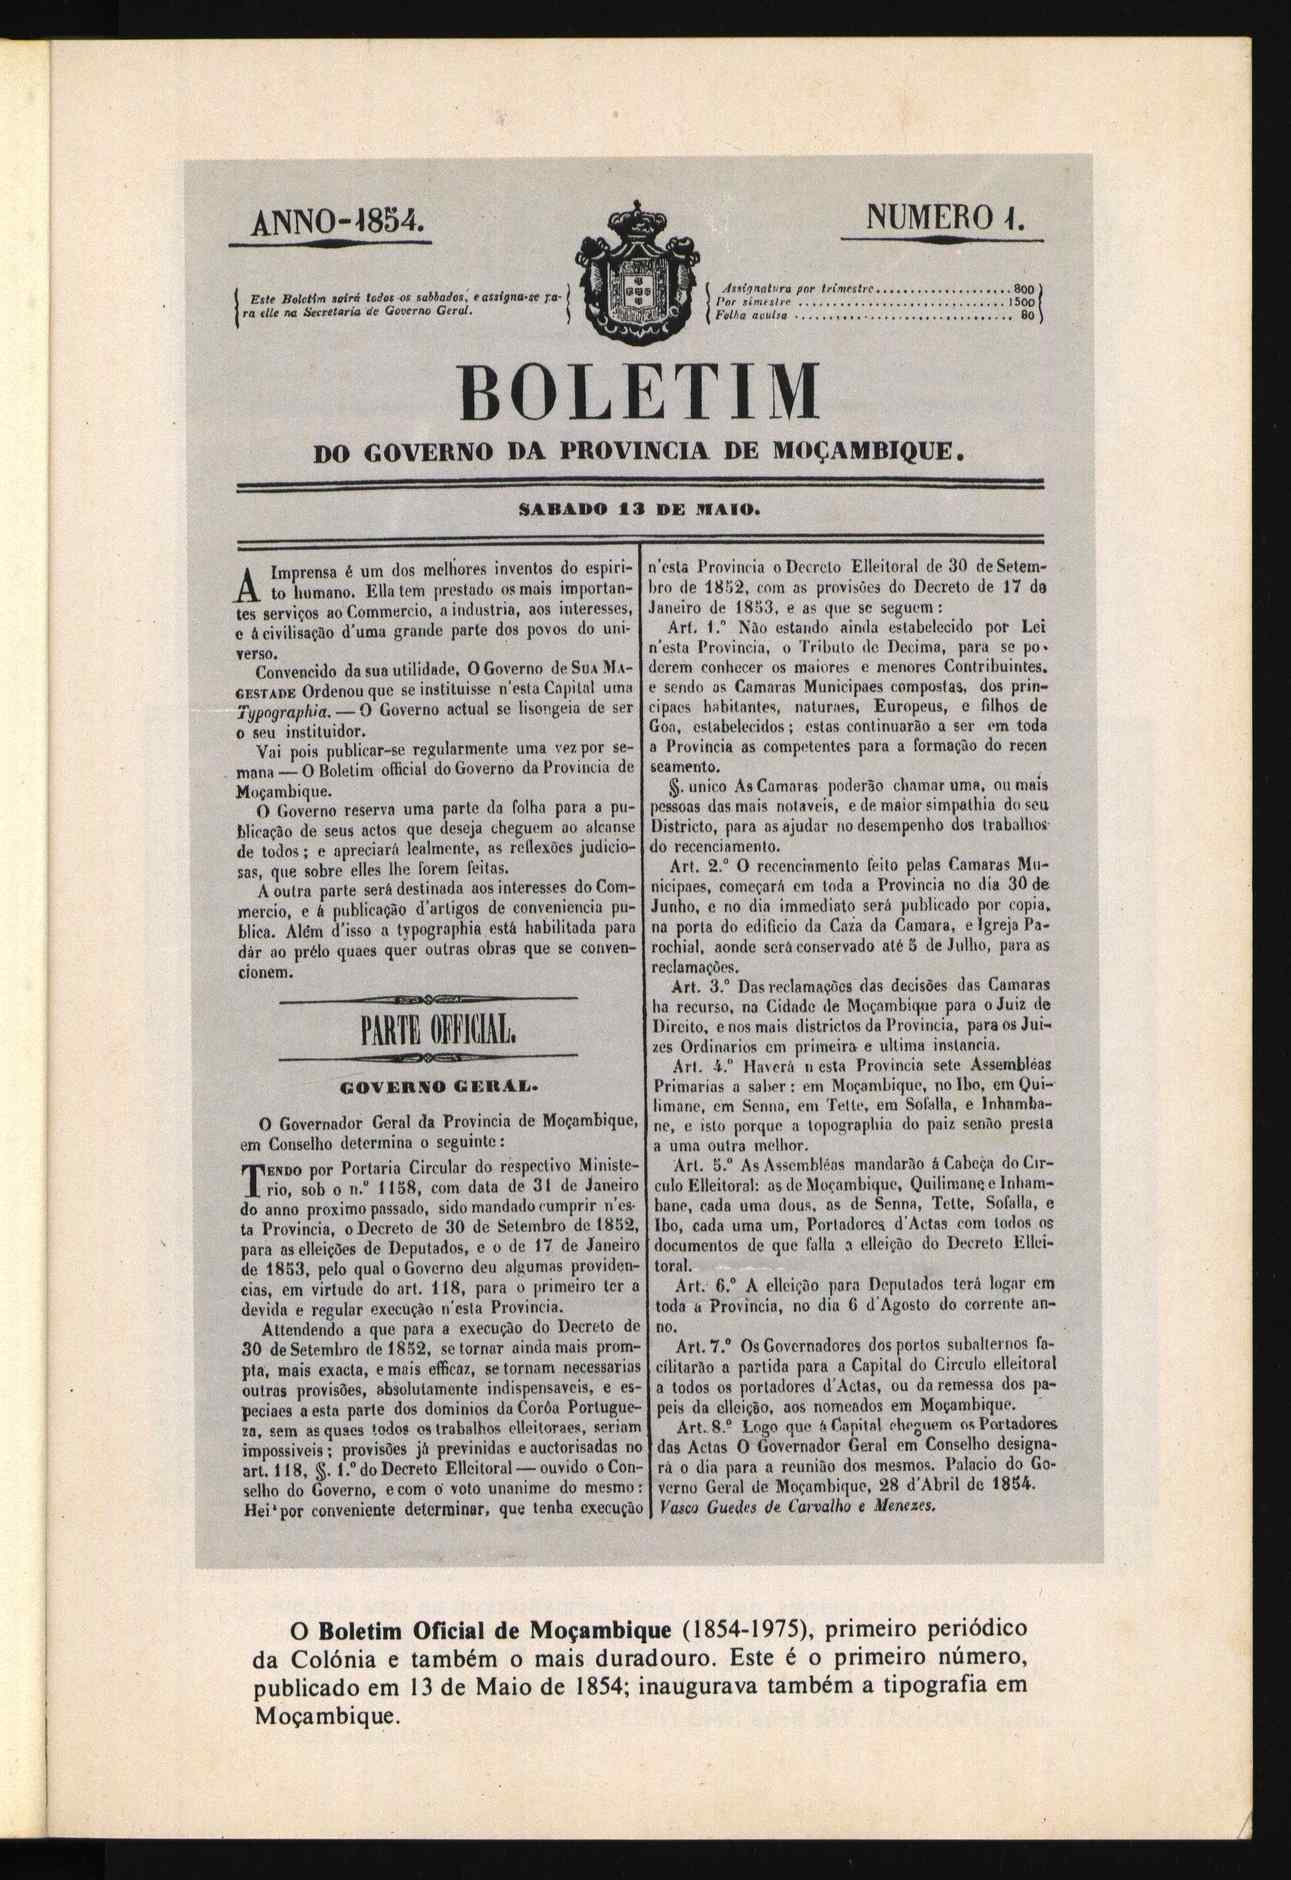 ANNO-1854.
NUMERO 1.
Este Boletim sairá todos os sabbados, e assigna-se pa-
ra elle na Secretaria de Governo Geral.
Assignatura por trimestre.................. 800
Por simestre .............................. 1500
Folha avulsa .............................. 80
BOLETIM
DO GOVERNO DA PROVINCIA DE MOÇAMBIQUE.
SABADO 13 DE MAIO.
A Imprensa é um dos melhores inventos do espiri-
to humano. Ella tem prestado os mais importan-
tes serviços ao Commercio, a industria, aos interesses,
e á civilisação d'uma grande parte dos povos do uni-
verso.
Convencido da sua utilidade, O Governo de SUA MA-
GESTADE Ordenou que se instituisse n'esta Capital uma
Typographia. — O Governo actual se lisongeia de ser
o seu instituidor.
Vai pois publicar-se regularmente uma vez por se-
mana — O Boletim official do Governo da Provincia de
Moçambique.
O Governo reserva uma parte da folha para a pu-
blicação de seus actos que deseja cheguem ao alcanse
de todos; e apreciará lealmente, as reflexões judicio-
sas, que sobre elles lhe forem feitas.
A outra parte será destinada aos interesses do Com-
mercio, e á publicação d'artigos de conveniencia pu-
blica. Além d'isso a typographia está habilitada para
dár ao prélo quaes quer outras obras que se conven-
cionem.
PARTE OFFICIAL.
GOVERNO GERAL.
O Governador Geral da Provincia de Moçambique,
em Conselho determina o seguinte:
TENDO por Portaria Circular do respectivo Ministe-
rio, sob o n.º 1158, com data de 31 de Janeiro
do anno proximo passado, sido mandado cumprir n'es-
ta Provincia, o Decreto de 30 de Setembro de 1852,
para as elleições de Deputados, e o de 17 de Janeiro
de 1853, pelo qual o Governo deu algumas providen-
cias, em virtude do art. 118, para o primeiro ter a
devida e regular execução n'esta Provincia.
Attendendo a que para a execução do Decreto de
30 de Setembro de 1852, se tornar ainda mais prom-
pta, mais exacta, e mais efficaz, se tornam necessarias
outras provisões, absolutamente indispensaveis, e es-
peciaes a esta parte dos dominios da Corôa Portugue-
za, sem as quaes todos os trabalhos elleitoraes, seriam
impossiveis; provisões já previnidas e auctorisadas no
art. 118, §. 1.º do Decreto Elleitoral — ouvido o Con-
selho do Governo, e com o voto unanime do mesmo:
Hei por conveniente determinar, que tenha execução
n'esta Provincia o Decreto Elleitoral de 30 de Setem-
bro de 1852, com as provisões do Decreto de 17 de
Janeiro de 1853, e as que se seguem:
Art. 1.º Não estando ainda estabelecido por Lei
n'esta Provincia, o Tributo de Decima, para se po-
derem conhecer os maiores e menores Contribuintes,
e sendo as Camaras Municipaes compostas, dos prin-
cipaes habitantes, naturaes, Europeus, e filhos de
Goa, estabelecidos; estas continuarão a ser em toda
a Provincia as competentes para a formação do recen
seamento.
§. unico As Camaras poderão chamar uma, ou mais
pessoas das mais notaveis, e de maior simpathia do seu
Districto, para as ajudar no desempenho dos trabalhos
do recenciamento.
Art. 2.º O recenciamento feito pelas Camaras Mu-
nicipaes, começará em toda a Provincia no dia 30 de
Junho, e no dia immediato será publicado por copia,
na porta do edificio da Caza da Camara, e Igreja Pa-
rochial, aonde será conservado até 5 de Julho, para as
reclamações.
Art. 3.º Das reclamações das decisões das Camaras
ha recurso, na Cidade de Moçambique para o Juiz de
Direito, e nos mais districtos da Provincia, para os Jui-
zes Ordinarios em primeira e ultima instancia.
Art. 4.º Haverá n esta Provincia sete Assembléas
Primarias a saber: em Moçambique, no Ibo, em Qui-
limane, em Senna, em Tette, em Sofalla, e Inhamba-
ne, e isto porque a topographia do paiz senão presta
a uma outra melhor.
Art. 5.º As Assembléas mandarão á Cabeça do Cir-
culo Elleitoral: as de Moçambique, Quilimane e Inham-
bane, cada uma dous, as de Senna, Tette, Sofalla, e
Ibo, cada uma um, Portadores d'Actas com todos os
documentos de que falla a elleição do Decreto Ellei-
toral.
Art. 6.º A elleição para Deputados terá logar em
toda a Provincia, no dia 6 d'Agosto do corrente an-
no.
Art. 7.º Os Governadores dos portos subalternos fa-
cilitarão a partida para a Capital do Circulo elleitoral
a todos os portadores d'Actas, ou da remessa dos pa-
peis da elleição, aos nomeados em Moçambique.
Art. 8.º Logo que á Capital cheguem os Portadores
das Actas O Governador Geral em Conselho designa-
rá o dia para a reunião dos mesmos. Palacio do Go-
verno Geral de Moçambique, 28 d'Abril de 1854.
Vasco Guedes de Carvalho e Menezes.
O Boletim Oficial de Moçambique (1854-1975), primeiro periódico
da Colónia e também o mais duradouro. Este é o primeiro número,
publicado em 13 de Maio de 1854; inaugurava também a tipografia em
Moçambique.